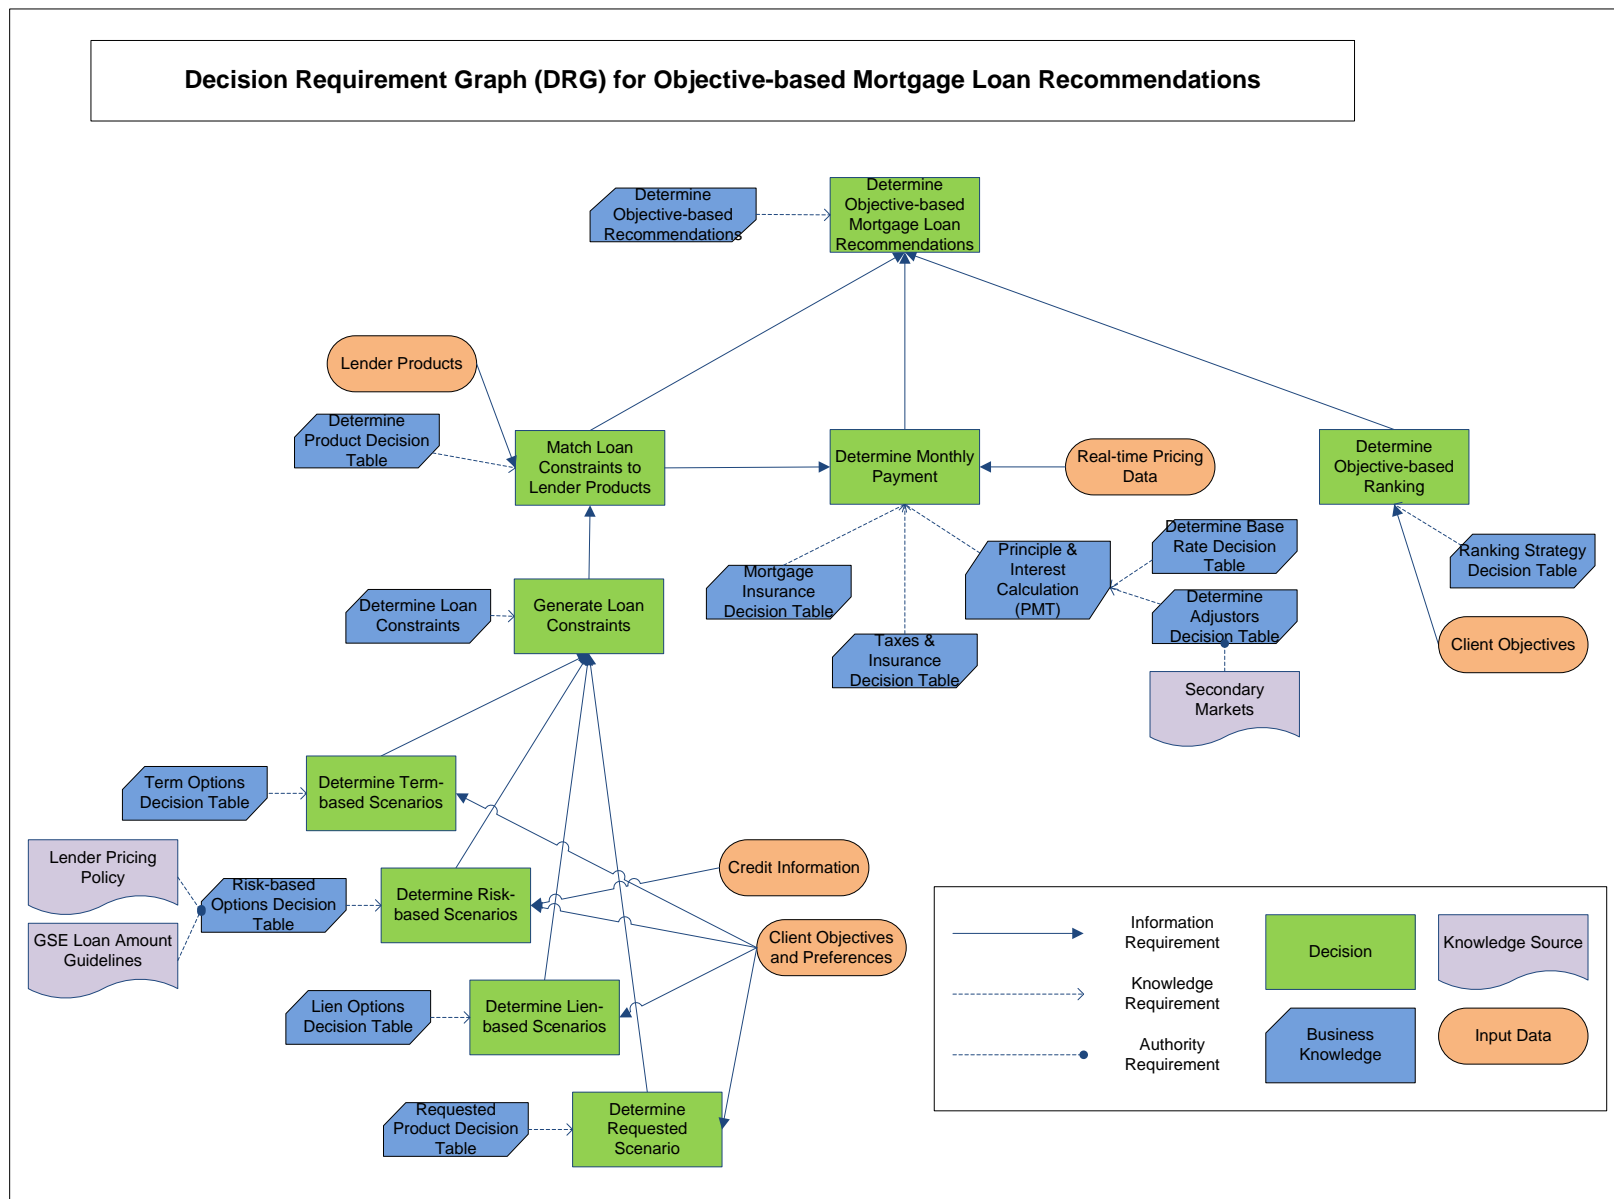 Decision Requirement Graph (DRG) for Objective-based Mortgage Loan Recommendations
Determine
Objective-based
Recommendations
Determine
Objective-based
Mortgage Loan
Recommendations
Lender Products
Determine
Product Decision
Table
Match Loan
Constraints to
Lender Products
Determine Monthly
Payment
Real-time Pricing
Data
Determine
Objective-based
Ranking
Mortgage
Insurance
Decision Table
Principle &
Interest
Calculation
(PMT)
Determine Base
Rate Decision
Table
Ranking Strategy
Decision Table
Determine Loan
Constraints
Generate Loan
Constraints
Taxes &
Insurance
Decision Table
Determine
Adjustors
Decision Table
Client Objectives
Secondary
Markets
Term Options
Decision Table
Determine Term-
based Scenarios
Lender Pricing
Policy
Risk-based
Options Decision
Table
Determine Risk-
based Scenarios
Credit Information
GSE Loan Amount
Guidelines
Client Objectives
and Preferences
Lien Options
Decision Table
Determine Lien-
based Scenarios
Requested
Product Decision
Table
Determine
Requested
Scenario
Information
Requirement
Decision
Knowledge Source
Knowledge
Requirement
Authority
Requirement
Business
Knowledge
Input Data